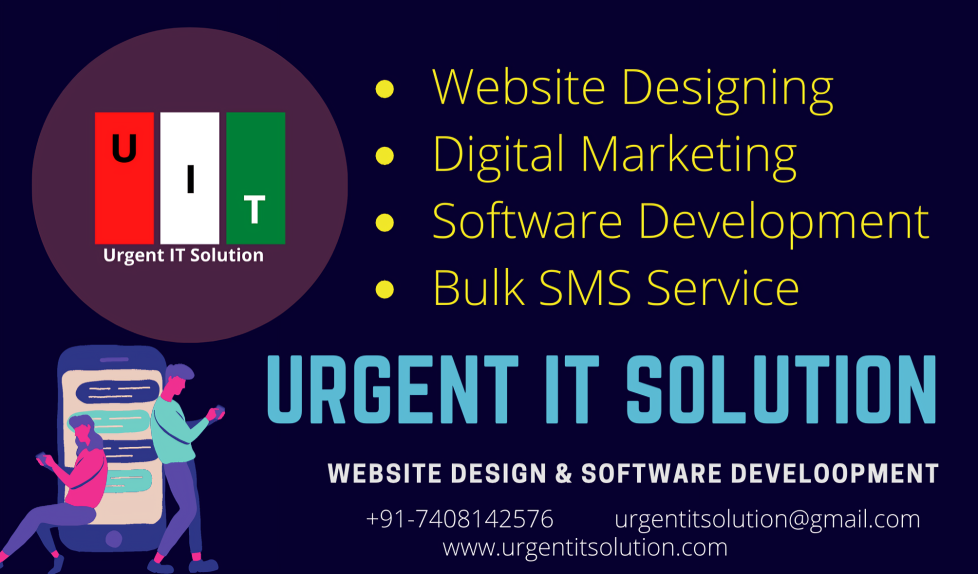 U
I
T
Urgent IT Solution
Website Designing
Digital Marketing
Software Development
Bulk SMS Service
URGENT IT SOLUTION
WEBSITE DESIGN & SOFTWARE DEVELOOPMENT
+91-7408142576 urgentitsolution@gmail.com
www.urgentitsolution.com